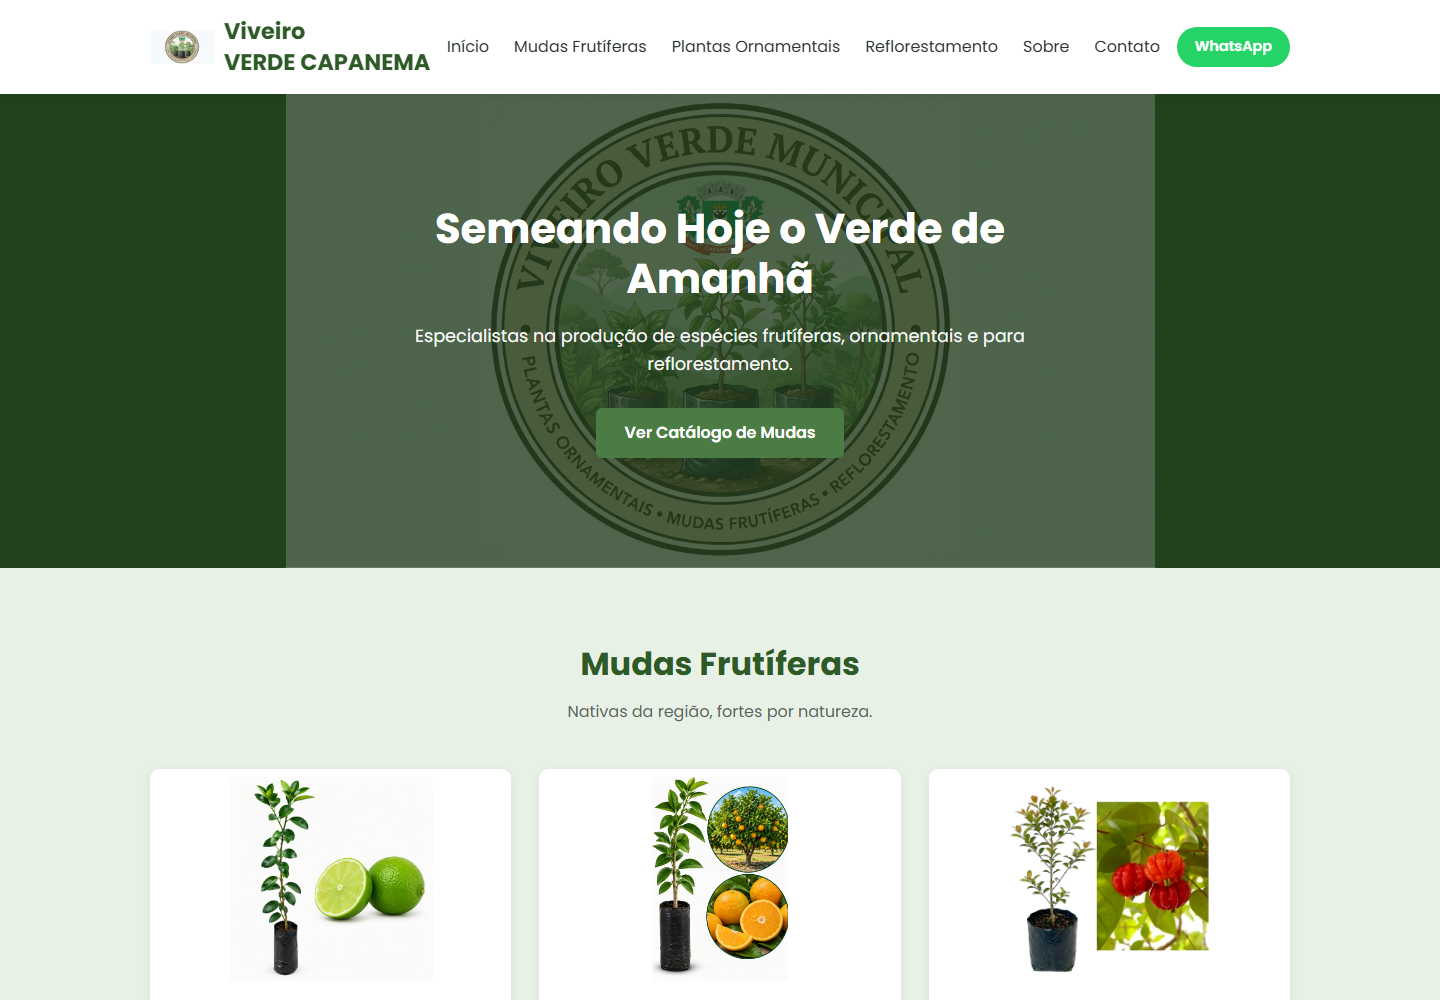 Viveiro
VERDE CAPANEMA
Início
Mudas Frutíferas
Plantas Ornamentais
Reflorestamento
Sobre
Contato
WhatsApp
VIVEIRO VERDE MUNICIPAL
Semeando Hoje o Verde de
Amanhã
Especialistas na produção de espécies frutíferas, ornamentais e para
reflorestamento.
Ver Catálogo de Mudas
PLANTAS ORNAMENTAIS • MUDAS FRUTÍFERAS • REFLORESTAMENTO
Mudas Frutíferas
Nativas da região, fortes por natureza.